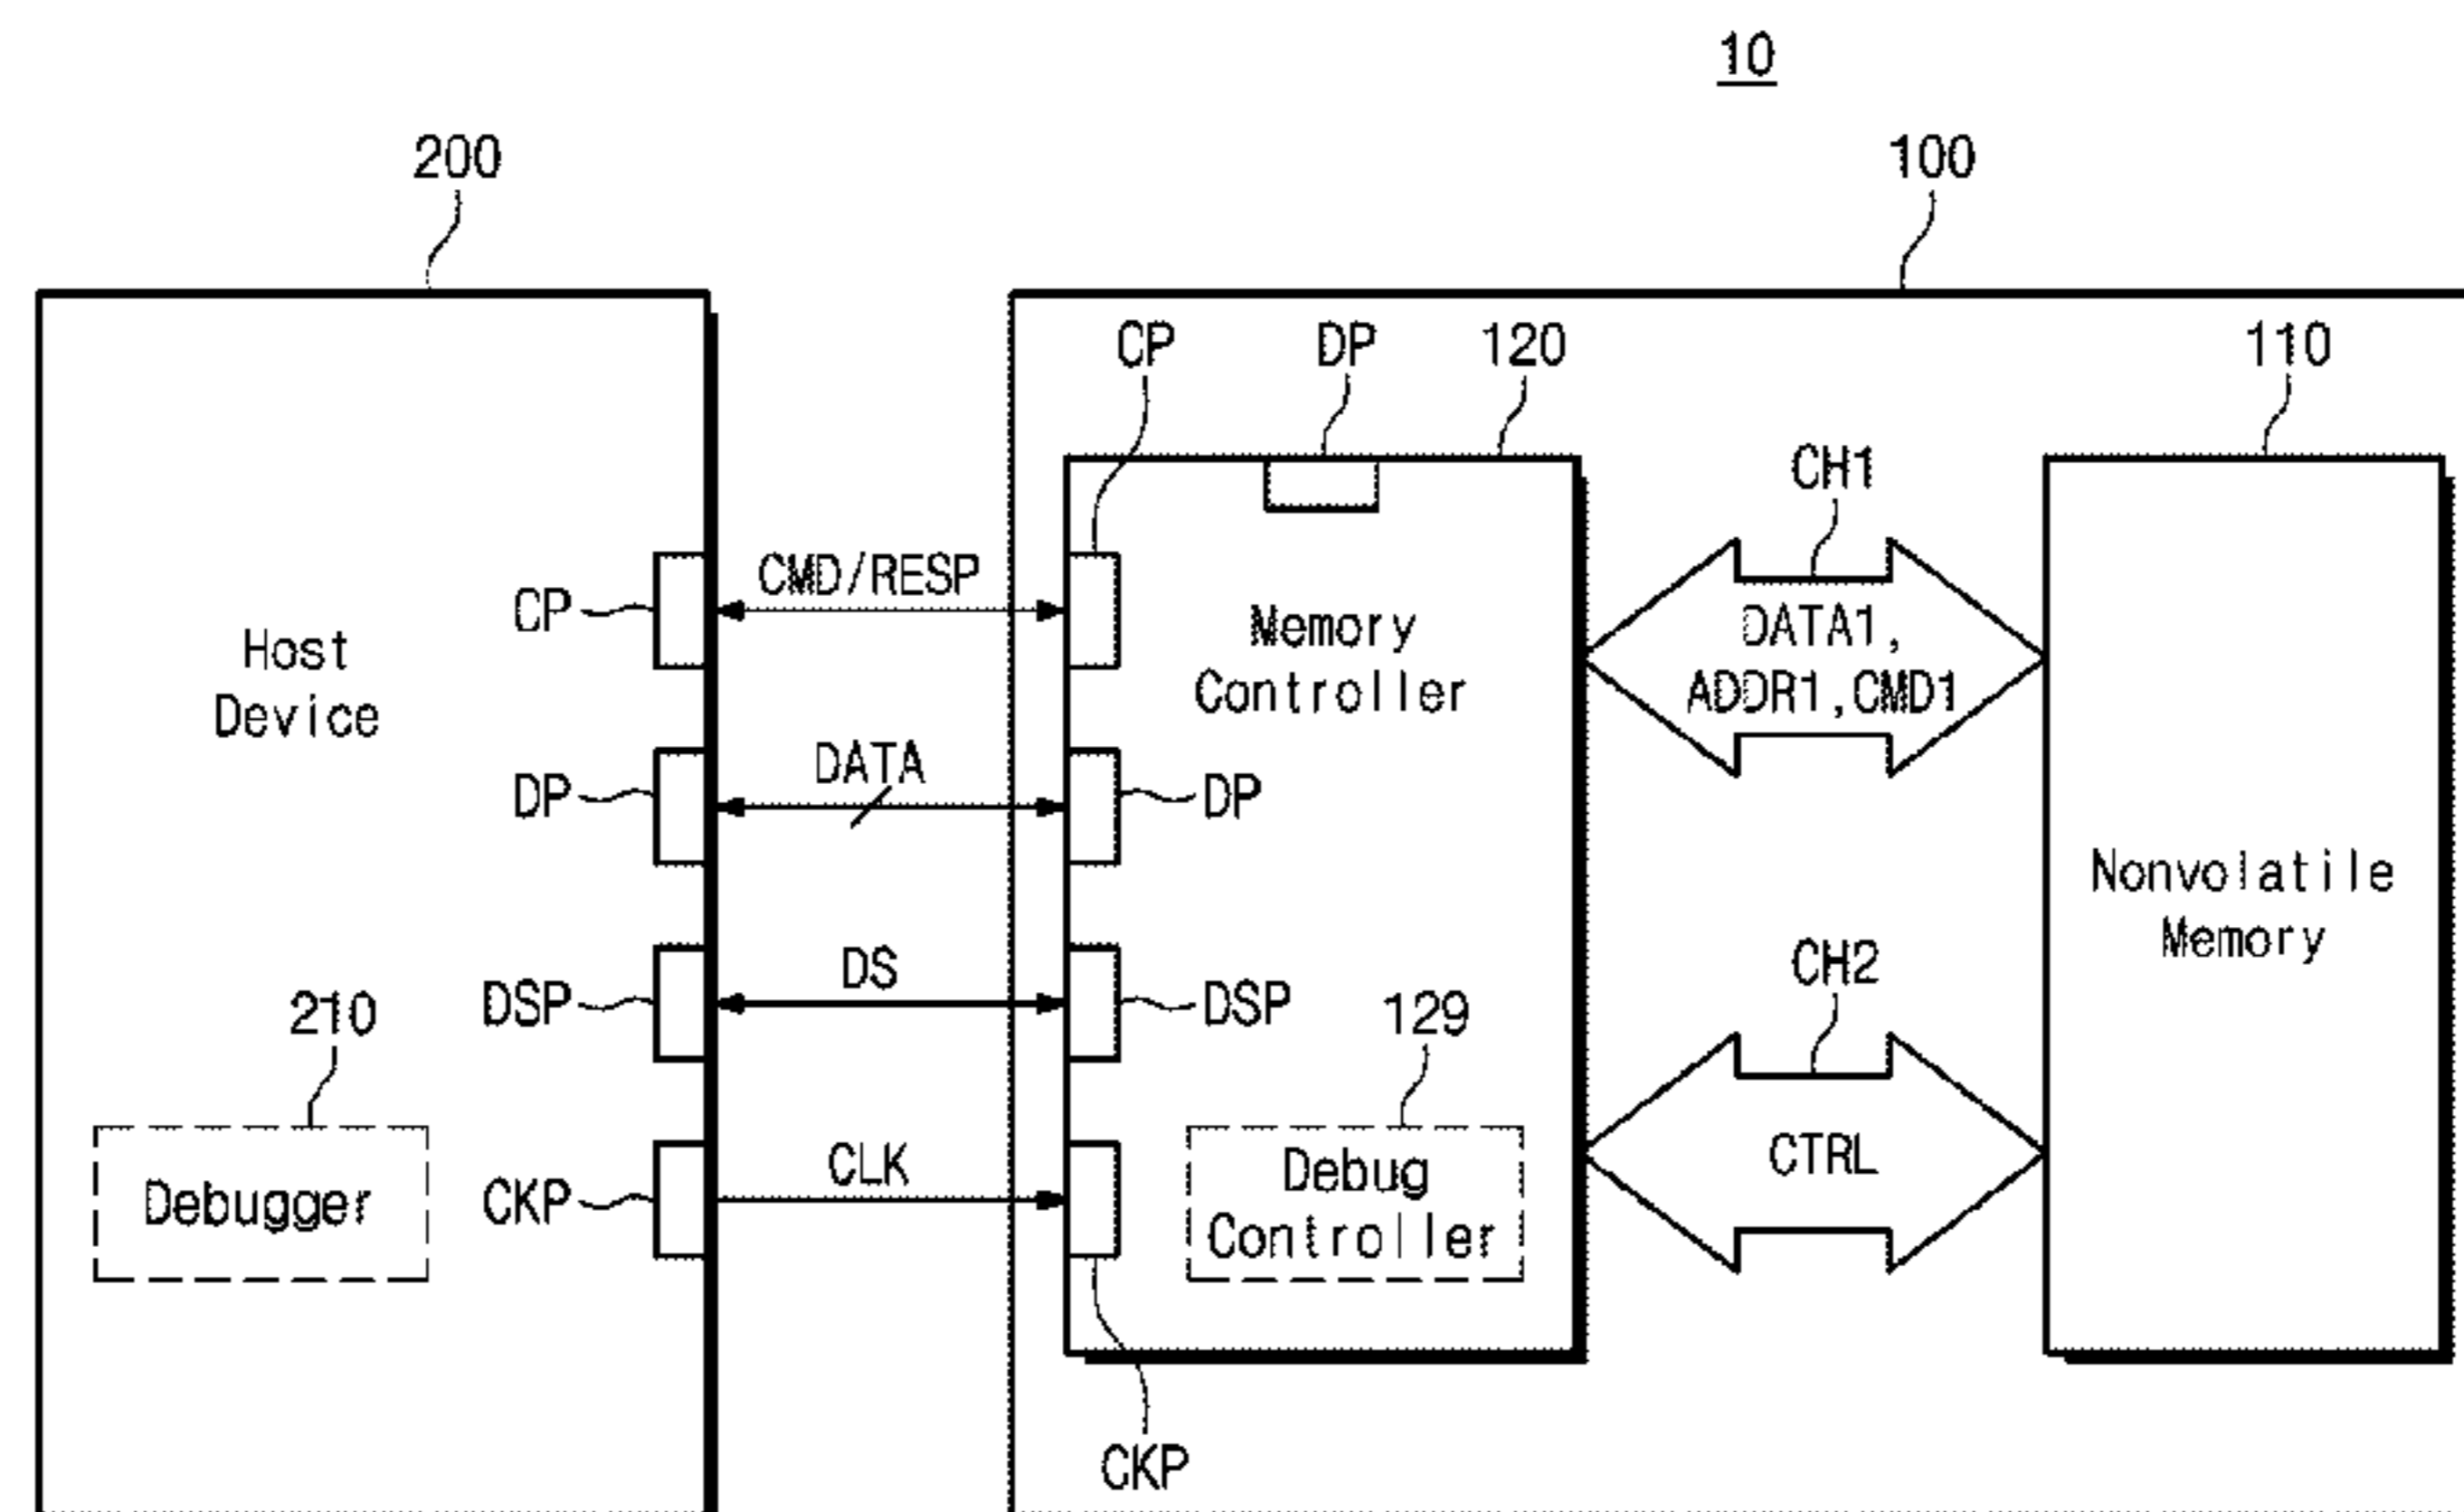 10
200
100
CP
DP
120
110
CH1
CMD/RESP
CP
Host
Device
Memory
Controller
DATA1,
ADDR1,CMD1
DP
DATA
DP
Nonvolatile
Memory
DSP
DS
DSP
CH2
210
129
Debugger
CKP
CLK
Debug
Controller
CTRL
CKP